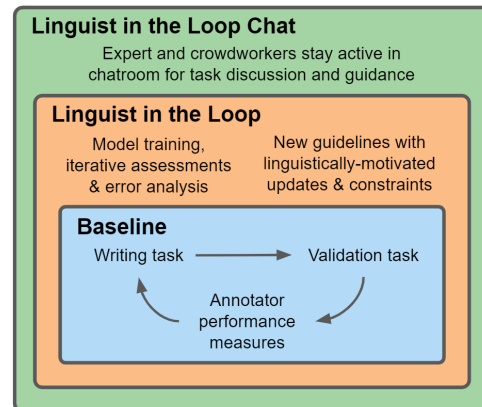 Linguist in the Loop Chat
Expert and crowdworkers stay active in
chatroom for task discussion and guidance
Linguist in the Loop
Model training,
iterative assessments
& error analysis
New guidelines with
linguistically-motivated
updates & constraints
Baseline
Writing task
Validation task
Annotator
performance
measures